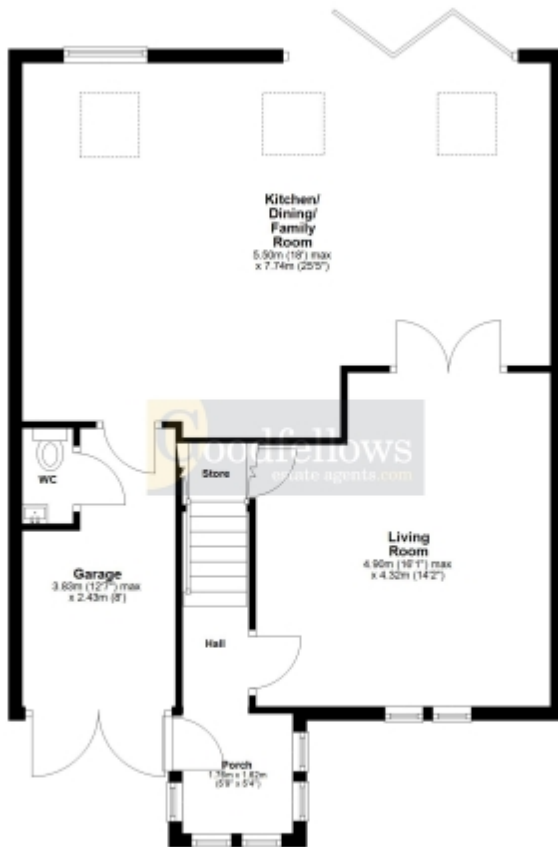 Kitchen/
Dining/
Family
Room
5.50m (18') max
x 7.74m (25'5")
Goodfellows
estate agents.com
Store
WC
Living
Room
4.90m (16'1") max
x 4.32m (14'2")
Garage
3.83m (12'7") max
x 2.43m (8')
Hall
Porch
1.76m x 1.62m
(5'9" x 5'4")